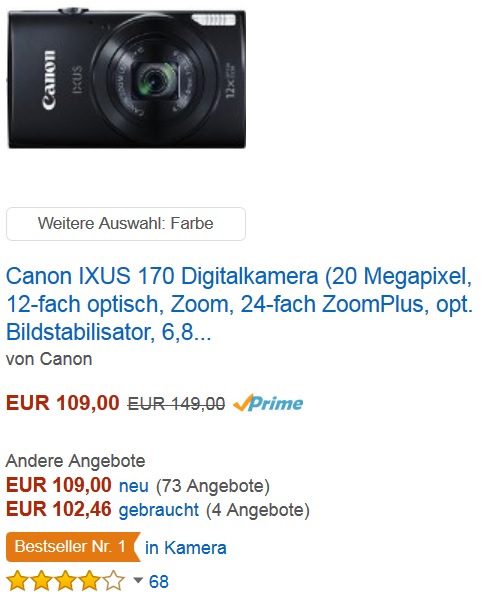 Canon
IXUS
12x
Weitere Auswahl: Farbe
Canon IXUS 170 Digitalkamera (20 Megapixel,
12-fach optisch, Zoom, 24-fach ZoomPlus, opt.
Bildstabilisator, 6,8...
von Canon
EUR 109,00 EUR 149,00 Prime
Andere Angebote
EUR 109,00 neu (73 Angebote)
EUR 102,46 gebraucht (4 Angebote)
Bestseller Nr. 1 in Kamera
68